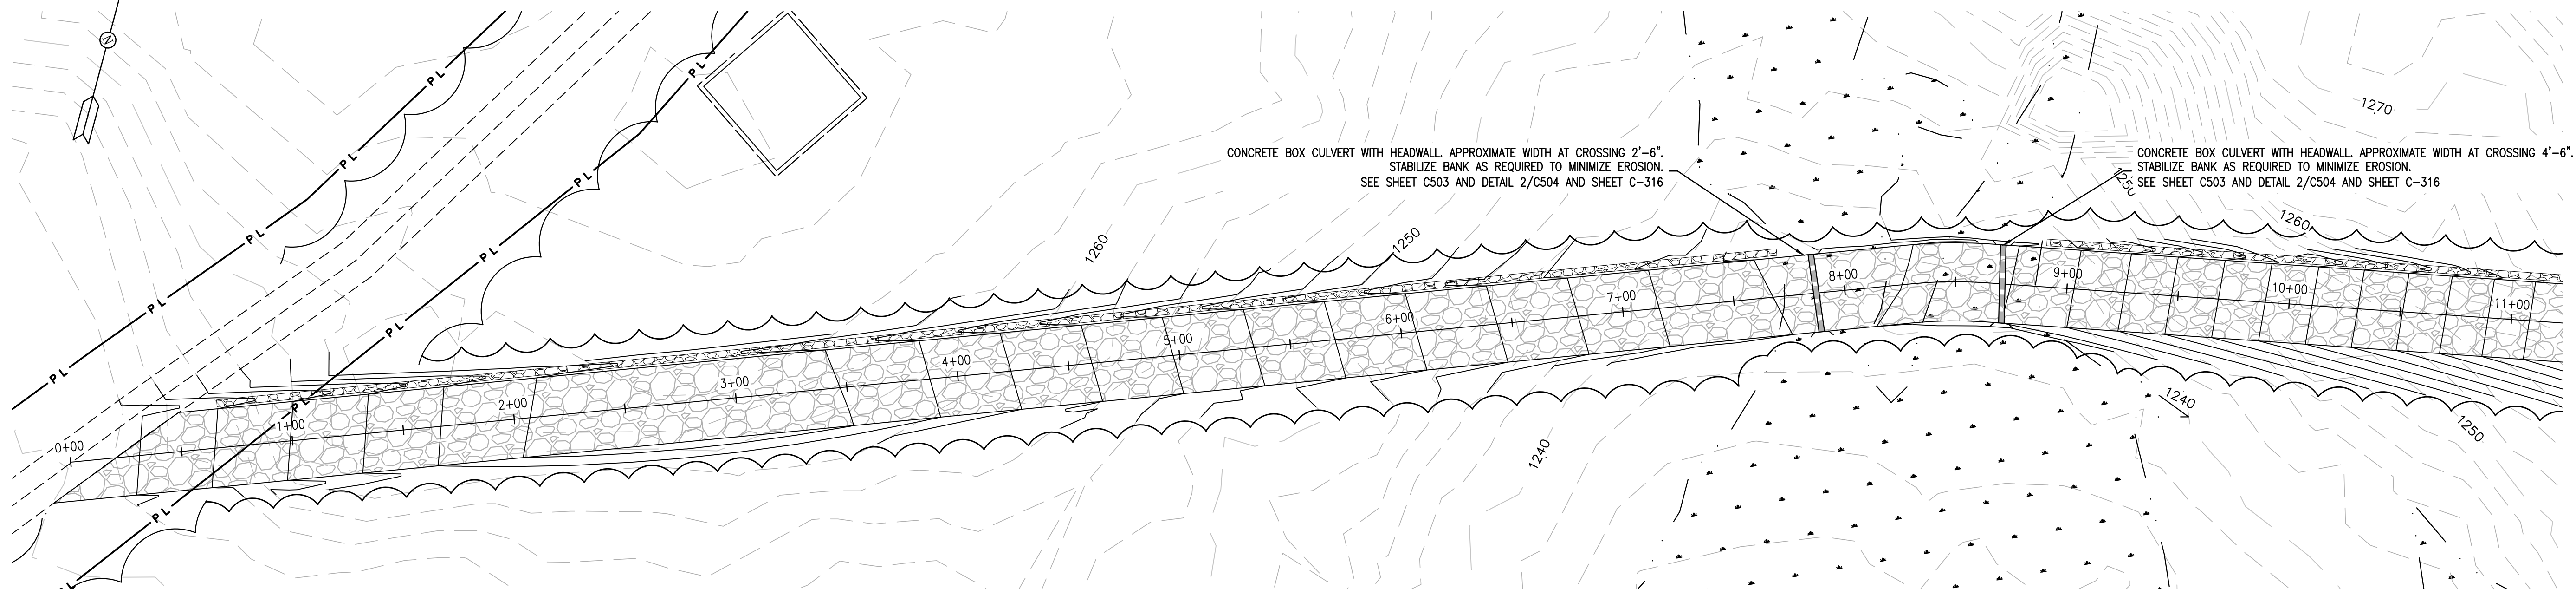 N
PL
PL
PL
PL
PL
PL
PL
PL
PL
PL
PL
PL
PL
CONCRETE BOX CULVERT WITH HEADWALL. APPROXIMATE WIDTH AT CROSSING 2'-6".
STABILIZE BANK AS REQUIRED TO MINIMIZE EROSION.
SEE SHEET C503 AND DETAIL 2/C504 AND SHEET C-316
CONCRETE BOX CULVERT WITH HEADWALL. APPROXIMATE WIDTH AT CROSSING 4'-6".
STABILIZE BANK AS REQUIRED TO MINIMIZE EROSION.
SEE SHEET C503 AND DETAIL 2/C504 AND SHEET C-316
1270
1250
1260
1260
1250
0+00
1+00
2+00
3+00
4+00
5+00
6+00
7+00
8+00
9+00
10+00
11+00
1240
1240
1250